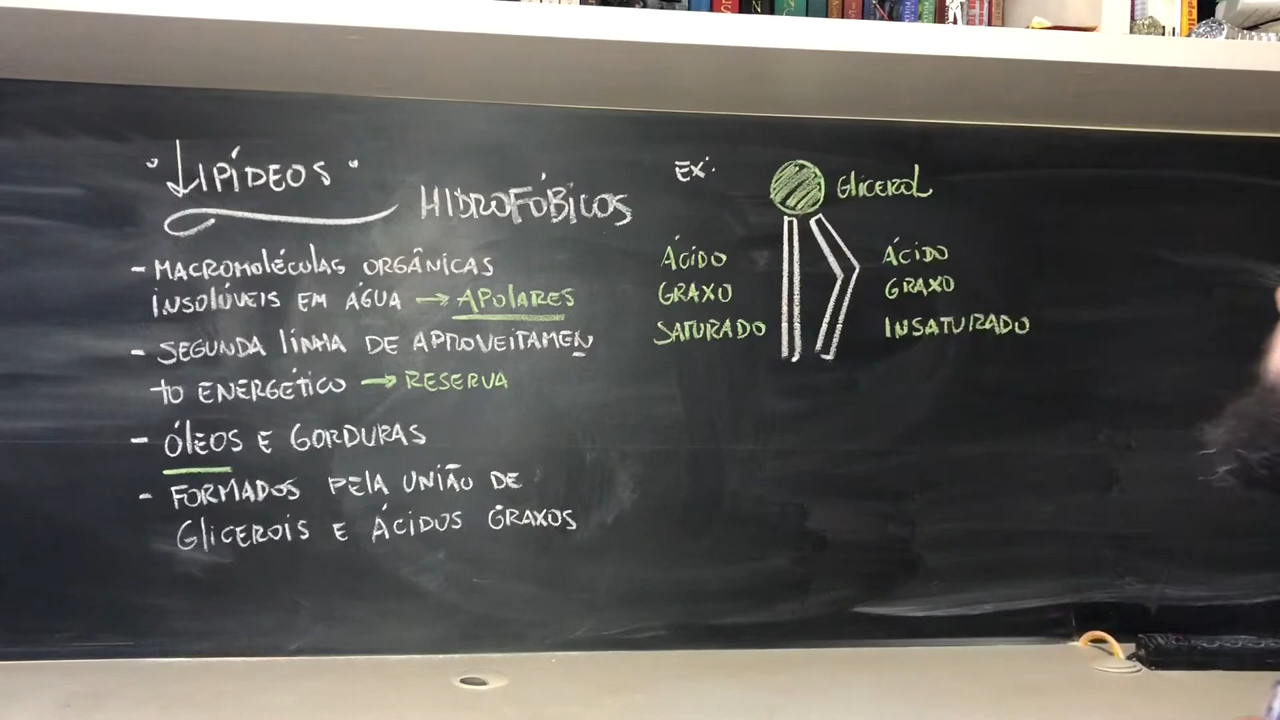 "LIPÍDEOS"
HIDROFÓBICOS
- MACROMOLÉCULAS ORGÂNICAS
INSOLÚVEIS EM ÁGUA → APOLARES
- SEGUNDA LINHA DE APROVEITAMEN
TO ENERGÉTICO → RESERVA
- ÓLEOS E GORDURAS
- FORMADOS PELA UNIÃO DE
GLICEROIS E ÁCIDOS GRAXOS
EX:
GLICEROL
ÁCIDO
GRAXO
SATURADO
ÁCIDO
GRAXO
INSATURADO